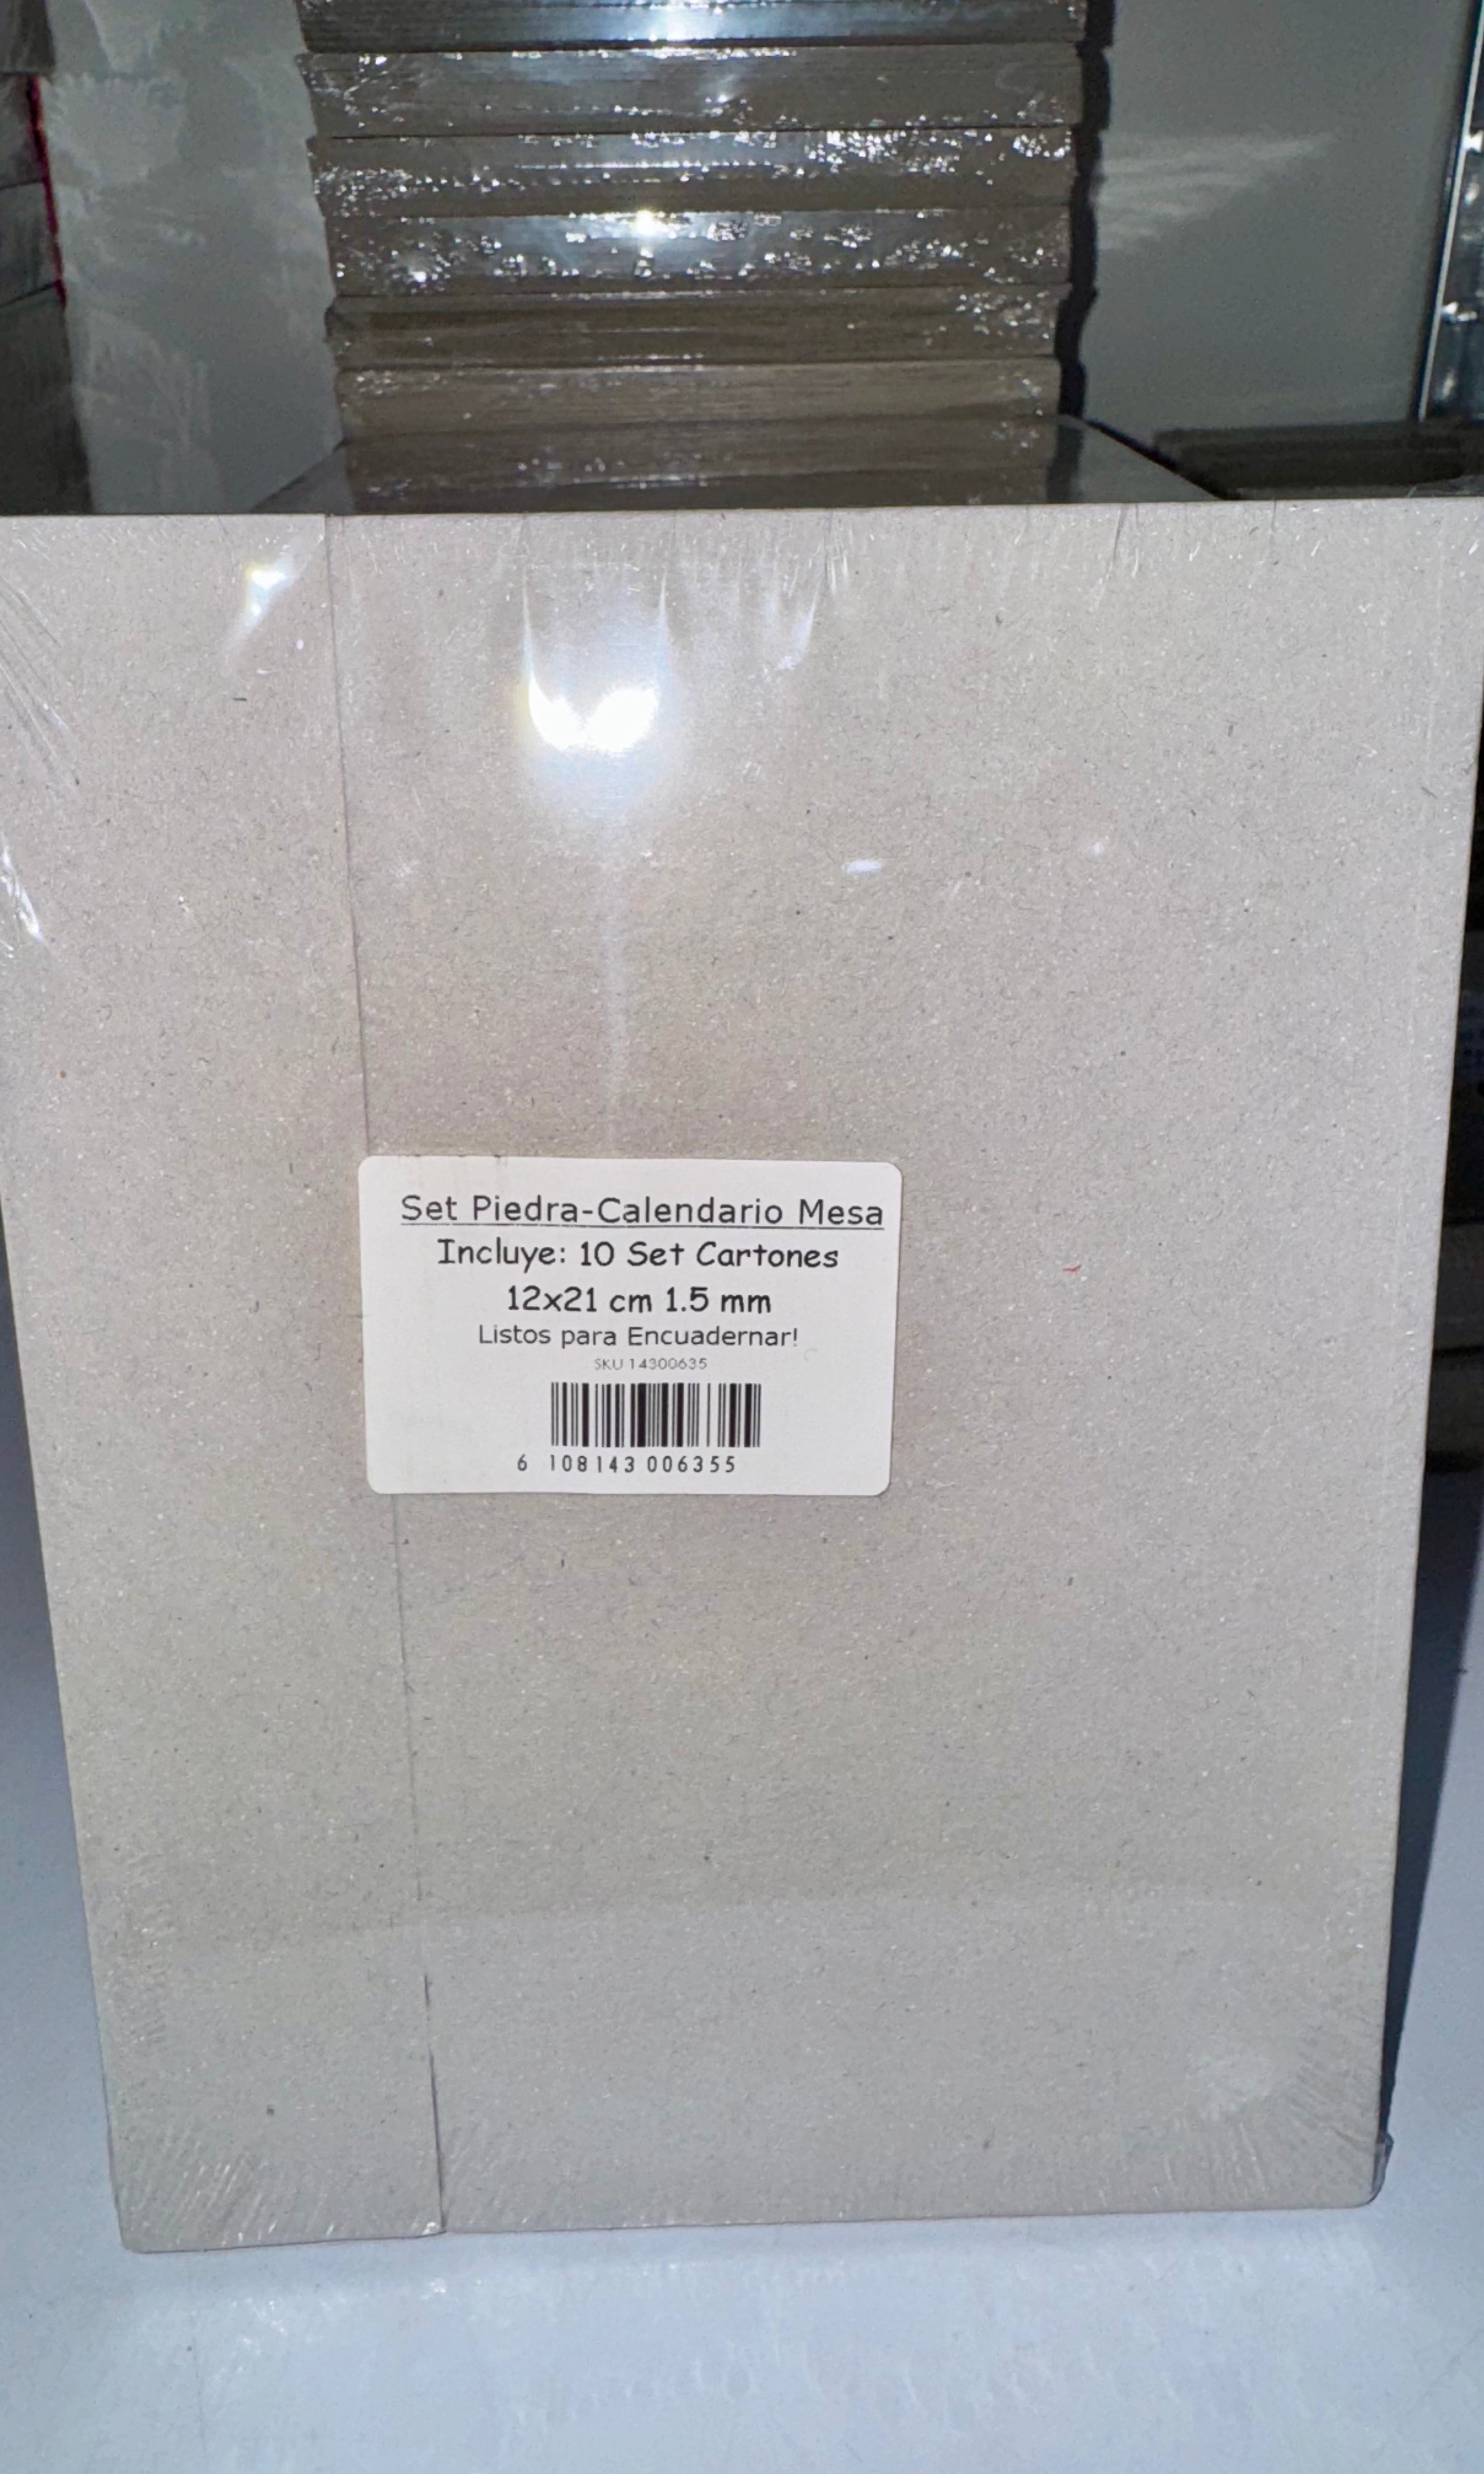 Set Piedra-Calendario Mesa
Incluye: 10 Set Cartones
12x21 cm 1.5 mm
Listos para Encuadernar!
SKU 14300635
6 108143 006355